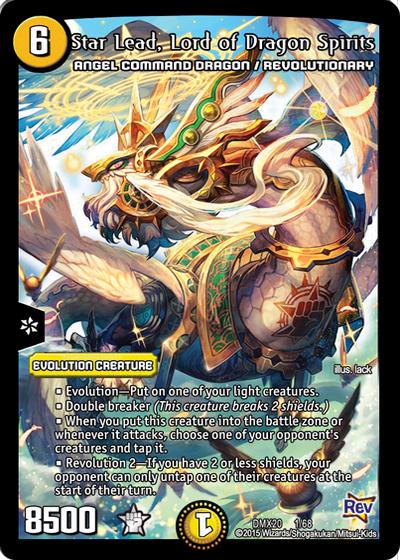 6
Star Lead, Lord of Dragon Spirits
ANGEL COMMAND DRAGON / REVOLUTIONARY
illus. lack
EVOLUTION CREATURE
▪ Evolution—Put on one of your light creatures.
▪ Double breaker (This creature breaks 2 shields.)
▪ When you put this creature into the battle zone or
whenever it attacks, choose one of your opponent's
creatures and tap it.
▪ Revolution 2—If you have 2 or less shields, your
opponent can only untap one of their creatures at the
start of their turn.
8500
1
Rev
DMX20 1/68
©2015 Wizards/Shogakukan/Mitsui-Kids